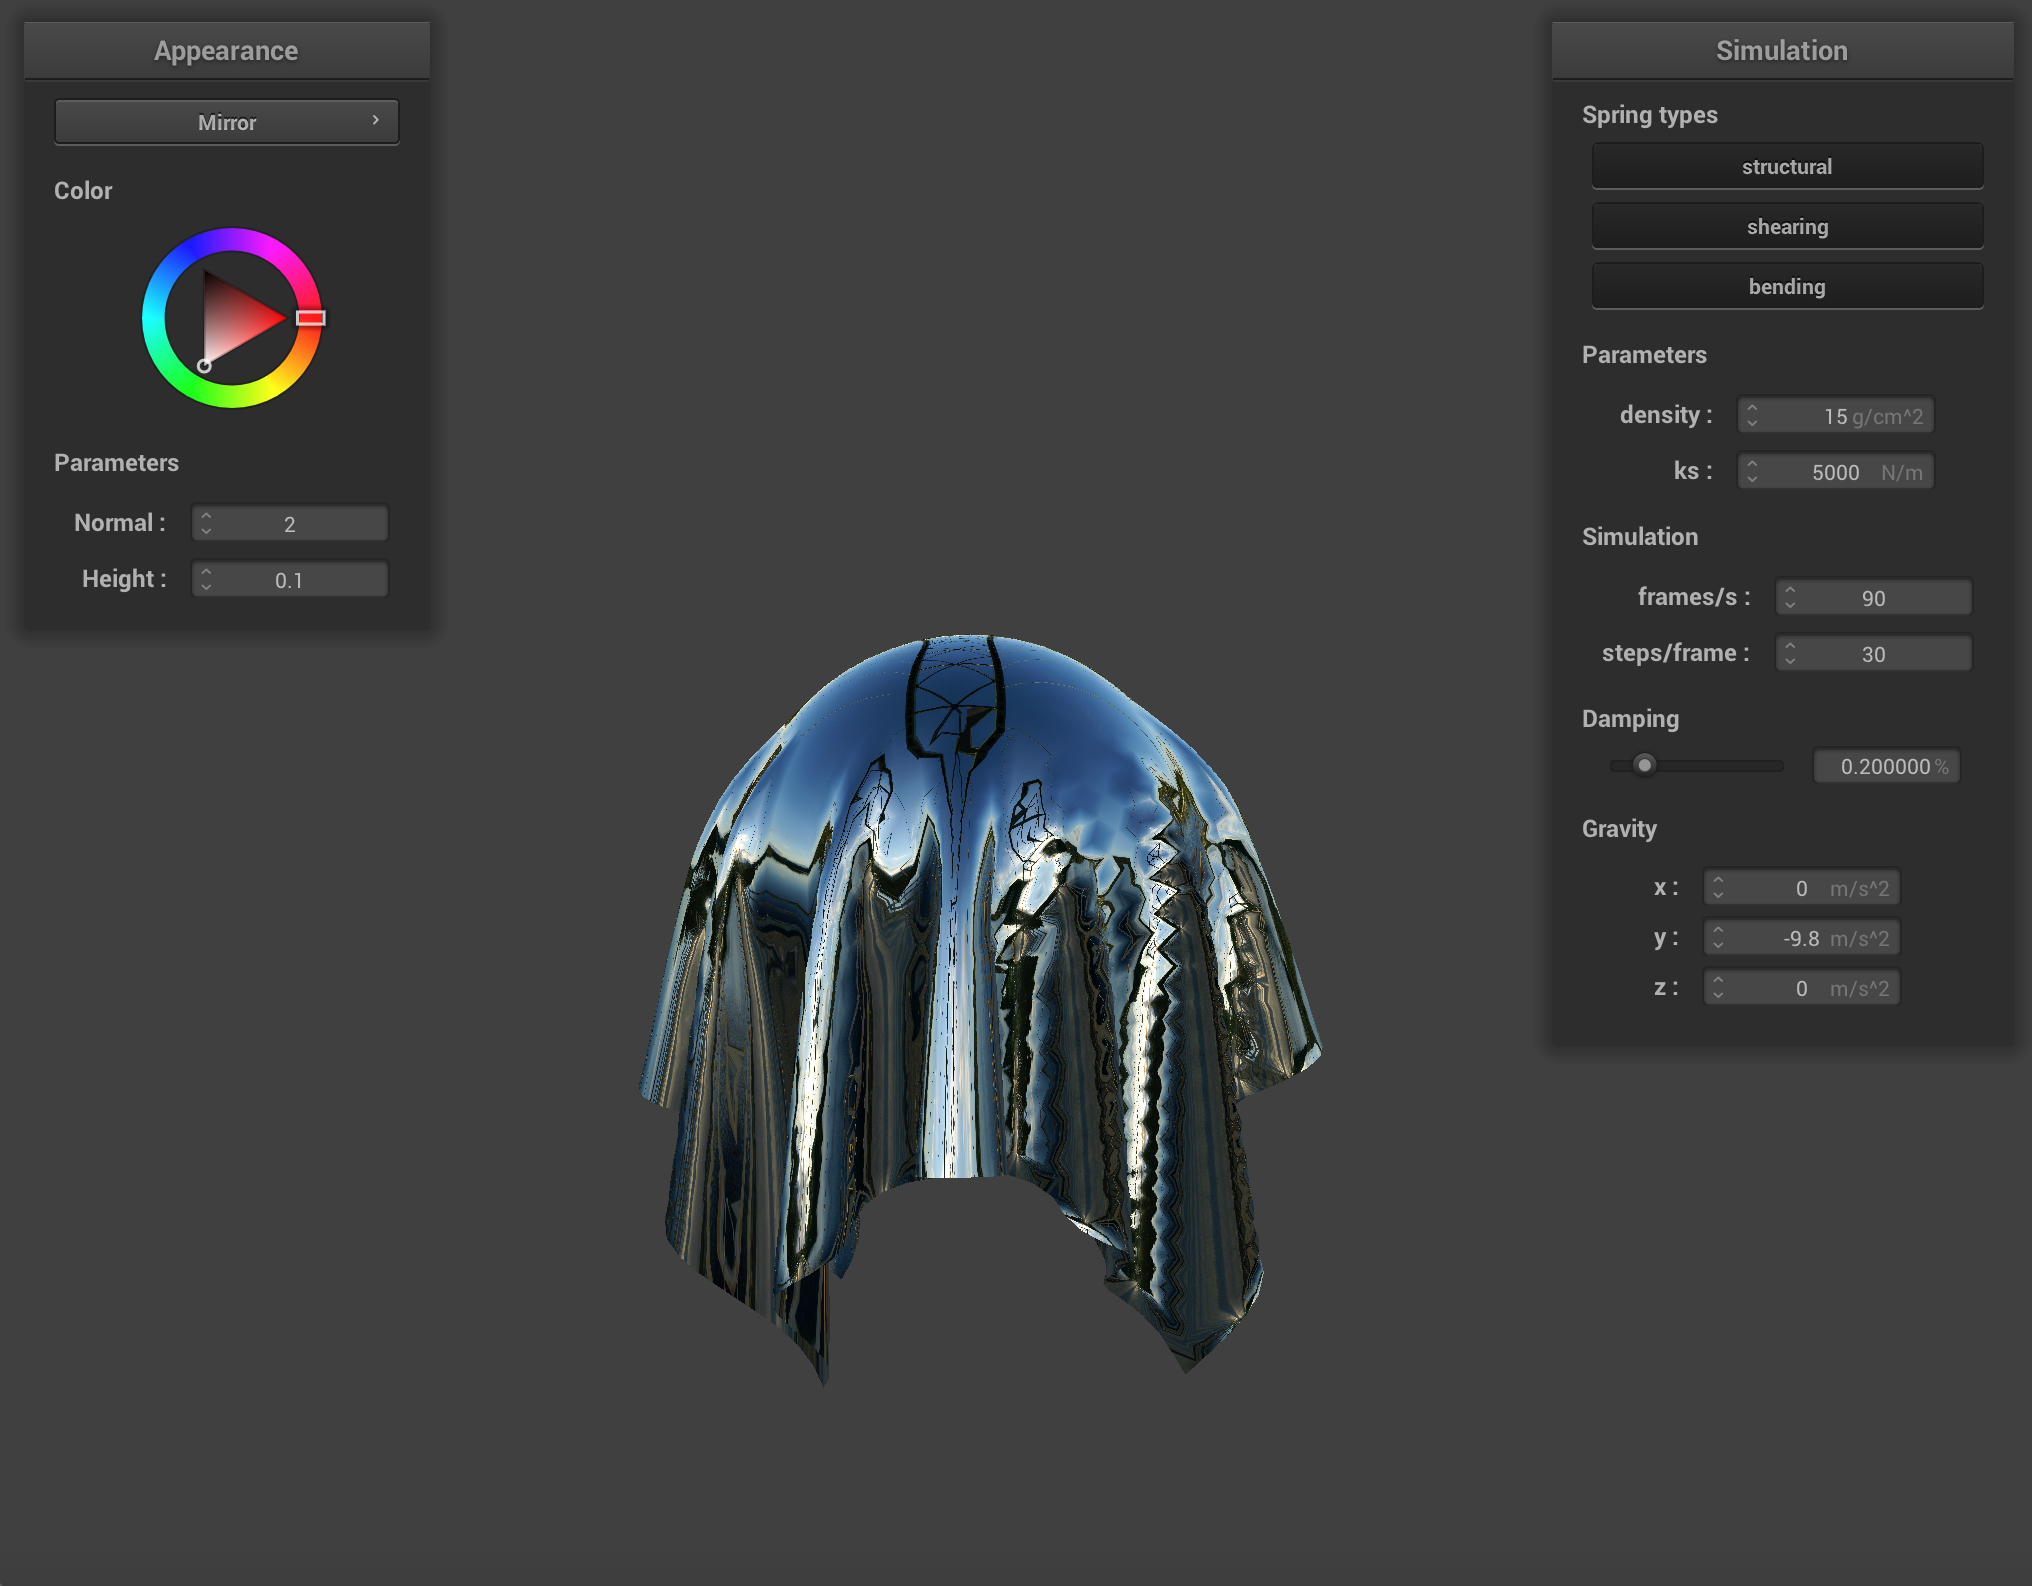 Appearance
Mirror
Color
Parameters
Normal : 2
Height : 0.1
Simulation
Spring types
structural
shearing
bending
Parameters
density : 15 g/cm^2
ks : 5000 N/m
Simulation
frames/s : 90
steps/frame : 30
Damping
0.200000 %
Gravity
x : 0 m/s^2
y : -9.8 m/s^2
z : 0 m/s^2